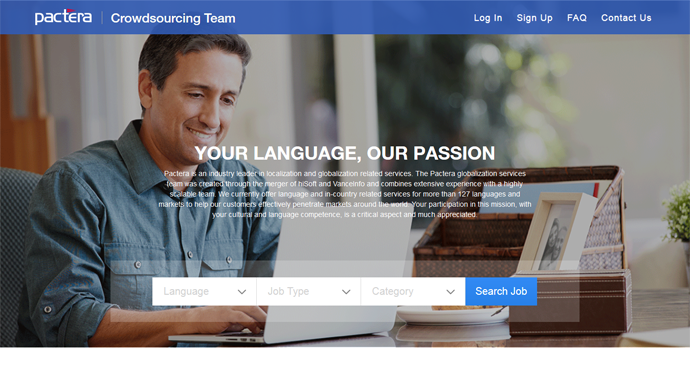 pactera | Crowdsourcing Team
Log In Sign Up FAQ Contact Us
YOUR LANGUAGE, OUR PASSION
Pactera is an industry leader in localization and globalization related services. The Pactera globalization services
team was created through the merger of hiSoft and VanceInfo and combines extensive experience with a highly
scalable team. We currently offer language and in-country related services for more than 127 languages and
markets to help our customers effectively penetrate markets around the world. Your participation in this mission, with
your cultural and language competence, is a critical aspect and much appreciated.
Language Job Type Category Search Job